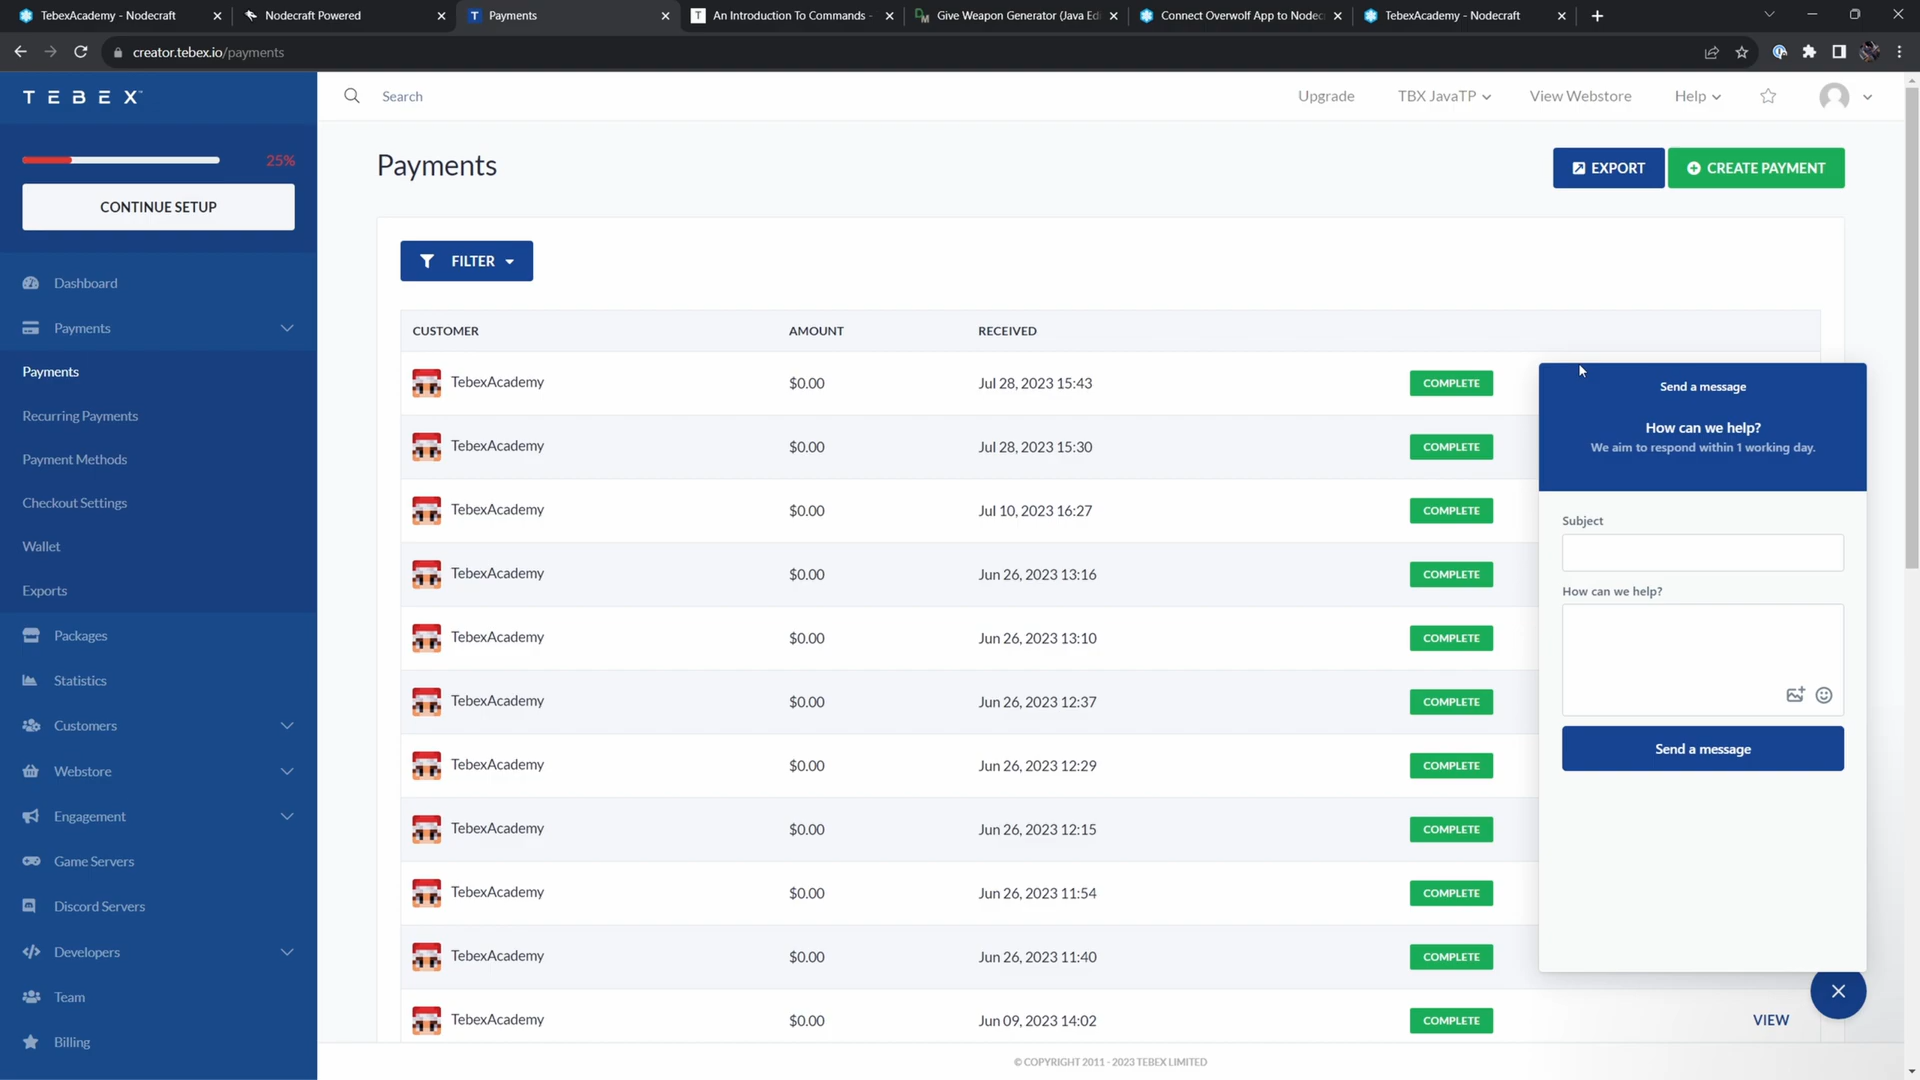 TebexAcademy - Nodecraft
Nodecraft Powered
Payments
An Introduction To Commands -
Give Weapon Generator (Java Edi
Connect Overwolf App to Nodec
TebexAcademy - Nodecraft
creator.tebex.io/payments
TEBEX
Search
Upgrade
TBX JavaTP
View Webstore
Help
25%
CONTINUE SETUP
Dashboard
Payments
Payments
Recurring Payments
Payment Methods
Checkout Settings
Wallet
Exports
Packages
Statistics
Customers
Webstore
Engagement
Game Servers
Discord Servers
Developers
Team
Billing
Payments
EXPORT
CREATE PAYMENT
FILTER
CUSTOMER AMOUNT RECEIVED
TebexAcademy $0.00 Jul 28, 2023 15:43 COMPLETE
TebexAcademy $0.00 Jul 28, 2023 15:30 COMPLETE
TebexAcademy $0.00 Jul 10, 2023 16:27 COMPLETE
TebexAcademy $0.00 Jun 26, 2023 13:16 COMPLETE
TebexAcademy $0.00 Jun 26, 2023 13:10 COMPLETE
TebexAcademy $0.00 Jun 26, 2023 12:37 COMPLETE
TebexAcademy $0.00 Jun 26, 2023 12:29 COMPLETE
TebexAcademy $0.00 Jun 26, 2023 12:15 COMPLETE
TebexAcademy $0.00 Jun 26, 2023 11:54 COMPLETE
TebexAcademy $0.00 Jun 26, 2023 11:40 COMPLETE
TebexAcademy $0.00 Jun 09, 2023 14:02 COMPLETE VIEW
Send a message
How can we help?
We aim to respond within 1 working day.
Subject
How can we help?
Send a message
© COPYRIGHT 2011 - 2023 TEBEX LIMITED